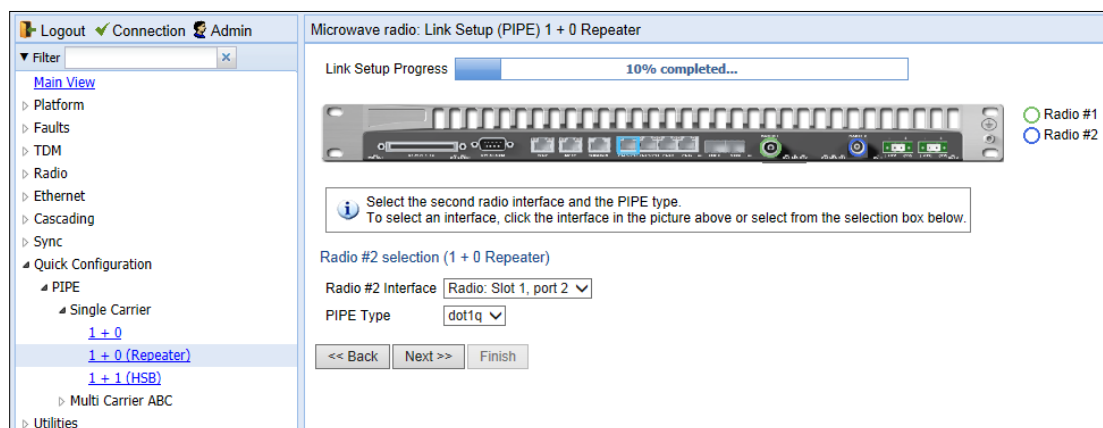 Logout Connection Admin
Microwave radio: Link Setup (PIPE) 1 + 0 Repeater
Filter
Main View
Platform
Faults
TDM
Radio
Ethernet
Cascading
Sync
Quick Configuration
PIPE
Single Carrier
1 + 0
1 + 0 (Repeater)
1 + 1 (HSB)
Multi Carrier ABC
Utilities
Link Setup Progress 10% completed...
Radio #1
Radio #2
Select the second radio interface and the PIPE type.
To select an interface, click the interface in the picture above or select from the selection box below.
Radio #2 selection (1 + 0 Repeater)
Radio #2 Interface Radio: Slot 1, port 2
PIPE Type dot1q
<< Back Next >> Finish